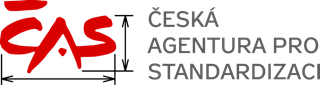 ČAS
ČESKÁ
AGENTURA PRO
STANDARDIZACI